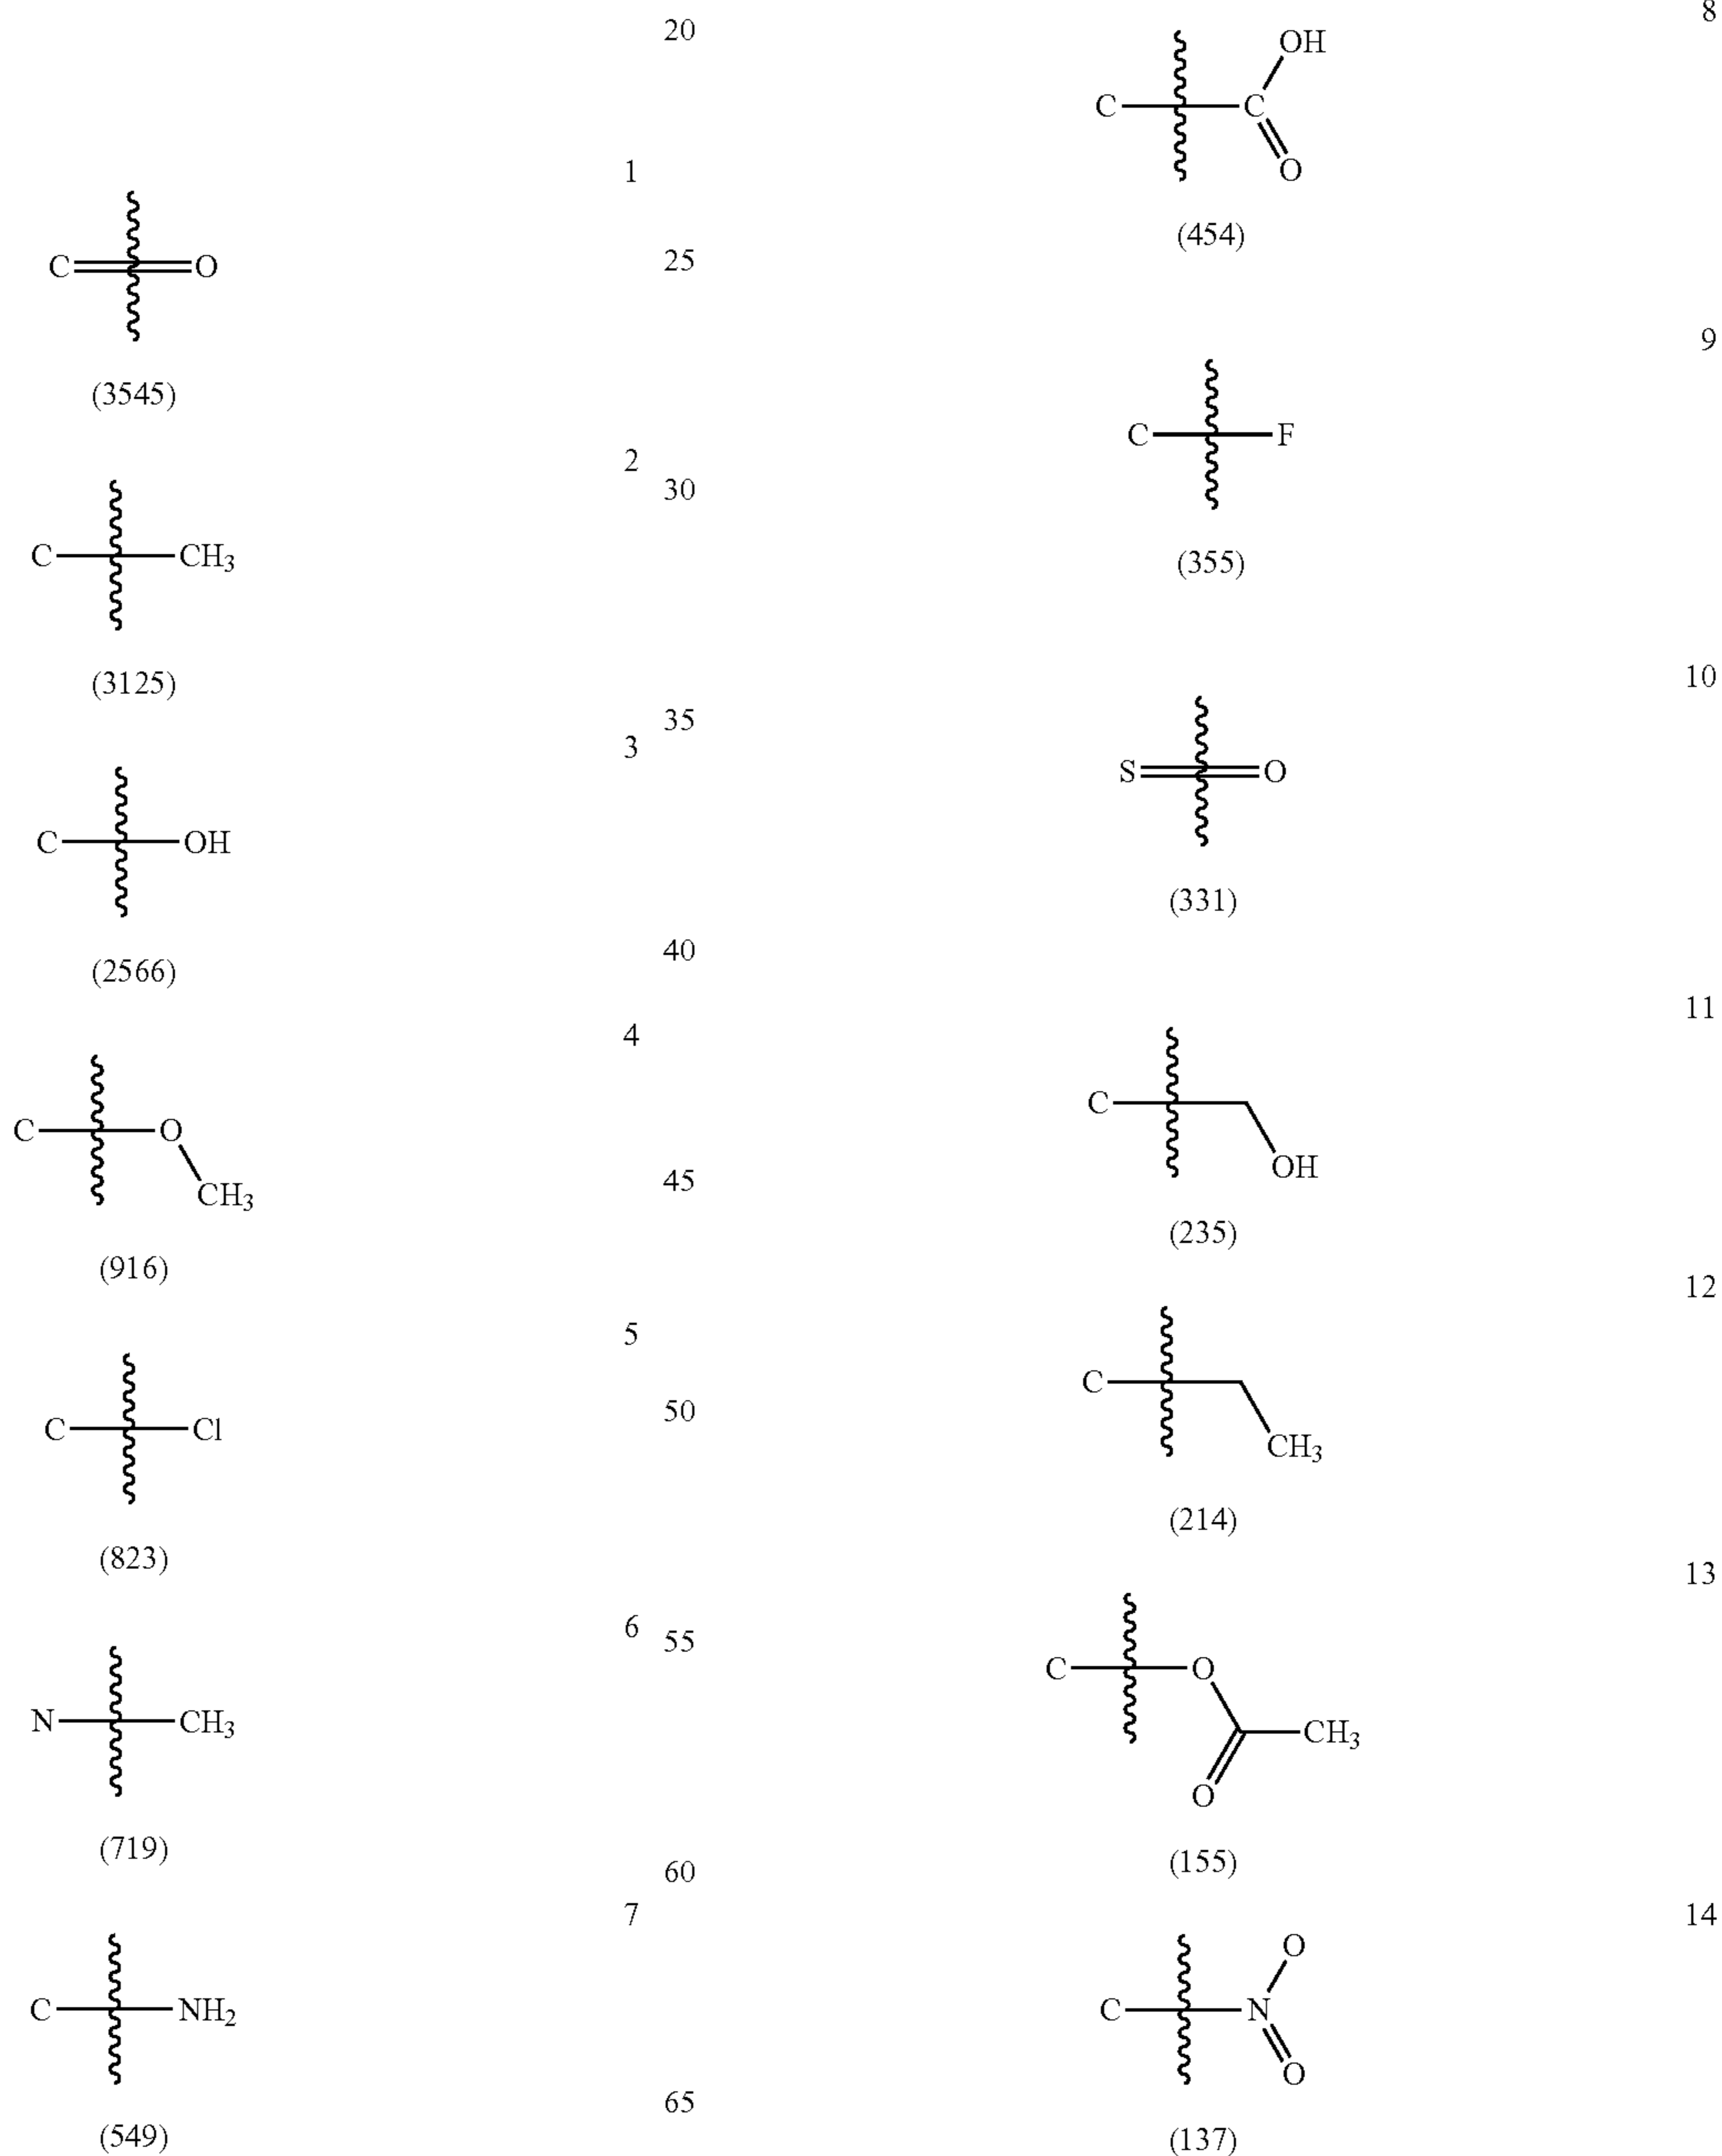 1
C O
(3545)
2
C CH3
(3125)
3
C OH
(2566)
4
C O
CH3
(916)
5
C Cl
(823)
6
N CH3
(719)
7
C NH2
(549)
20
25
30
35
40
45
50
55
60
65
8
OH
C C
O
(454)
9
C F
(355)
10
S O
(331)
11
C
OH
(235)
12
C
CH3
(214)
13
C O
CH3
O
(155)
14
O
C N
O
(137)